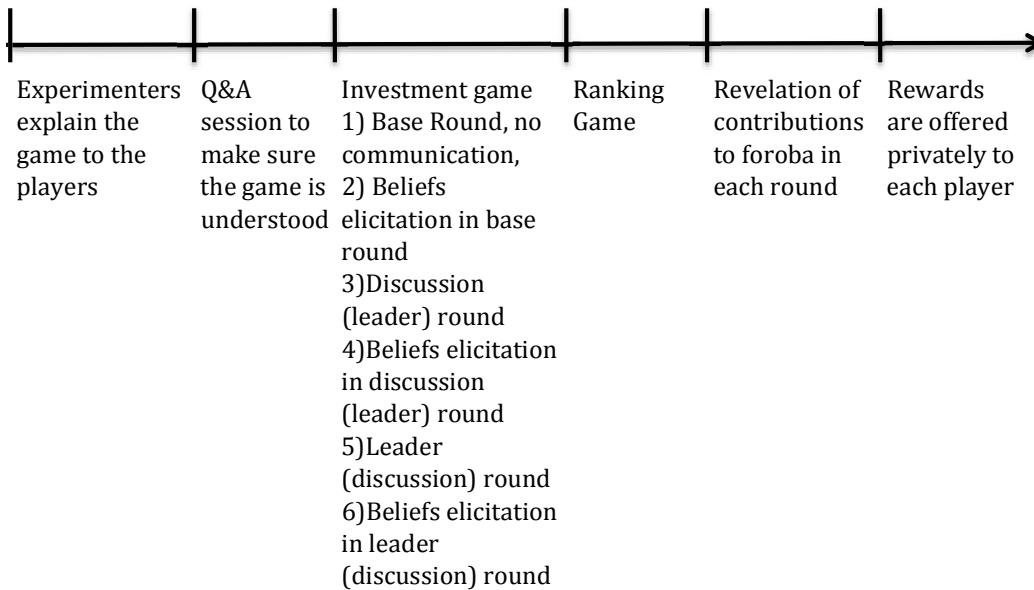 Experimenters
explain the
game to the
players
Q&A
session to
make sure
the game is
understood
Investment game
1) Base Round, no
communication,
2) Beliefs
elicitation in base
round
3)Discussion
(leader) round
4)Beliefs elicitation
in discussion
(leader) round
5)Leader
(discussion) round
6)Beliefs elicitation
in leader
(discussion) round
Ranking
Game
Revelation of
contributions
to foroba in
each round
Rewards
are offered
privately to
each player